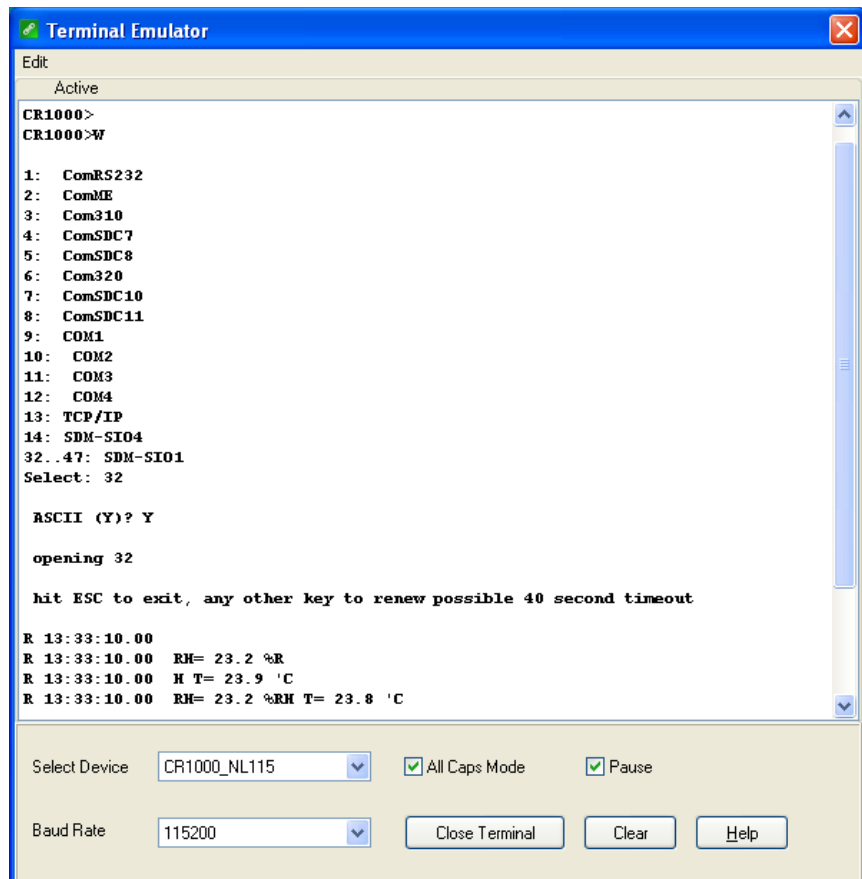 Terminal Emulator
Edit
Active
CR1000>
CR1000>W
1: ComRS232
2: ComME
3: Com310
4: ComSDC7
5: ComSDC8
6: Com320
7: ComSDC10
8: ComSDC11
9: COM1
10: COM2
11: COM3
12: COM4
13: TCP/IP
14: SDM-SIO4
32..47: SDM-SIO1
Select: 32
ASCII (Y)? Y
opening 32
hit ESC to exit, any other key to renew possible 40 second timeout
R 13:33:10.00
R 13:33:10.00 RH= 23.2 %R
R 13:33:10.00 H T= 23.9 'C
R 13:33:10.00 RH= 23.2 %RH T= 23.8 'C
Select Device CR1000_NL115 All Caps Mode Pause
Baud Rate 115200 Close Terminal Clear Help